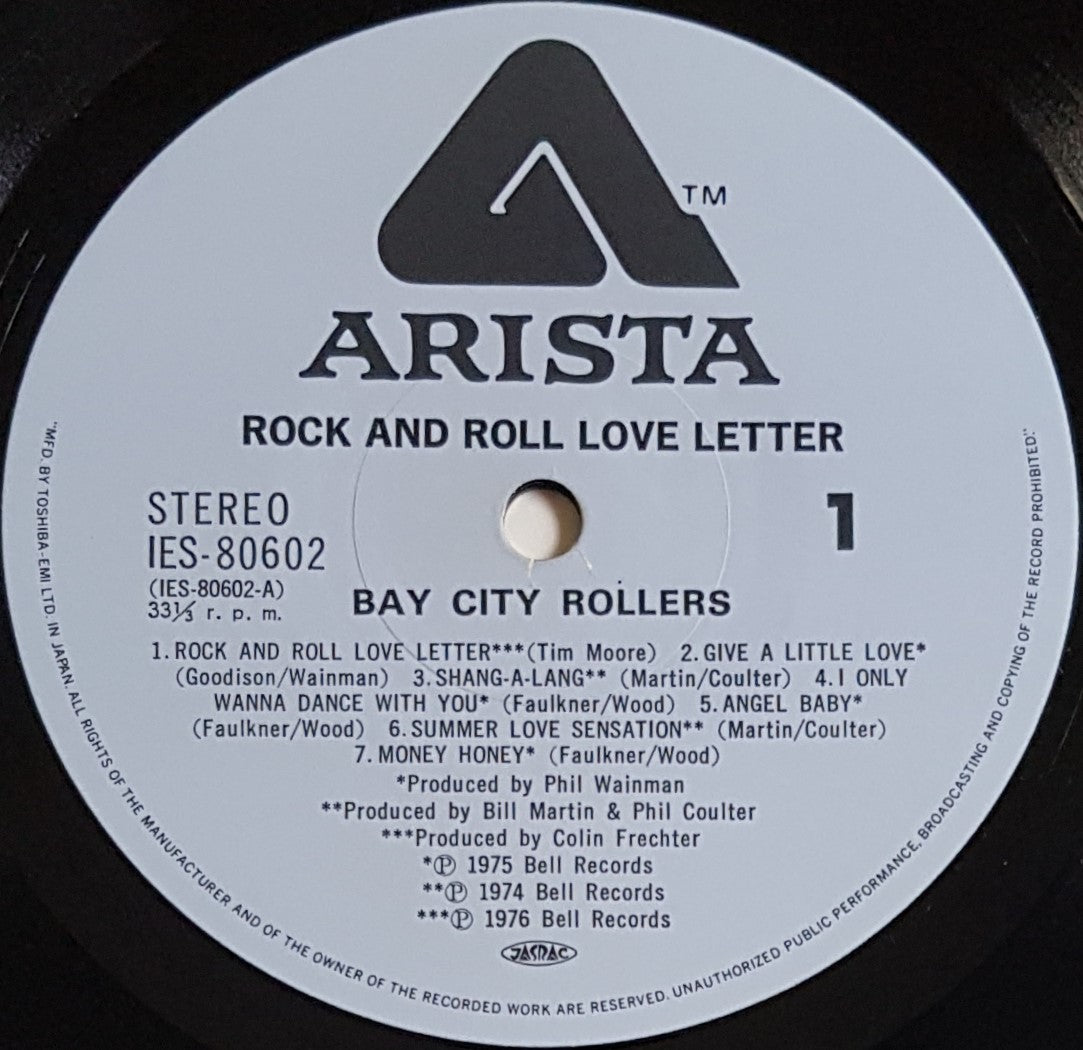 TM
ARISTA
ROCK AND ROLL LOVE LETTER
STEREO
IES-80602
(IES-80602-A)
33⅓ r. p. m.
1
BAY CITY ROLLERS
1. ROCK AND ROLL LOVE LETTER*** (Tim Moore) 2. GIVE A LITTLE LOVE*
(Goodison/Wainman) 3. SHANG-A-LANG** (Martin/Coulter) 4. I ONLY
WANNA DANCE WITH YOU* (Faulkner/Wood) 5. ANGEL BABY*
(Faulkner/Wood) 6. SUMMER LOVE SENSATION** (Martin/Coulter)
7. MONEY HONEY* (Faulkner/Wood)
*Produced by Phil Wainman
**Produced by Bill Martin & Phil Coulter
***Produced by Colin Frechter
*Ⓟ 1975 Bell Records
**Ⓟ 1974 Bell Records
***Ⓟ 1976 Bell Records
JASRAC
"MFD. BY TOSHIBA-EMI LTD. IN JAPAN. ALL RIGHTS OF THE MANUFACTURER AND OF THE OWNER OF THE RECORDED WORK ARE RESERVED. UNAUTHORIZED PUBLIC PERFORMANCE, BROADCASTING AND COPYING OF THE RECORD PROHIBITED."